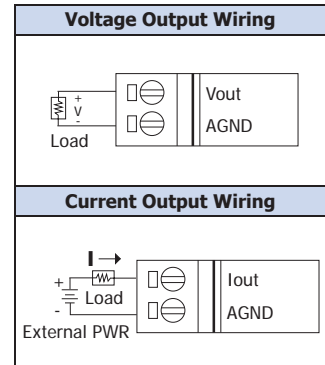 Voltage Output Wiring
+
V
-
Load
Vout
AGND
Current Output Wiring
I
+
-
Load
External PWR
Iout
AGND